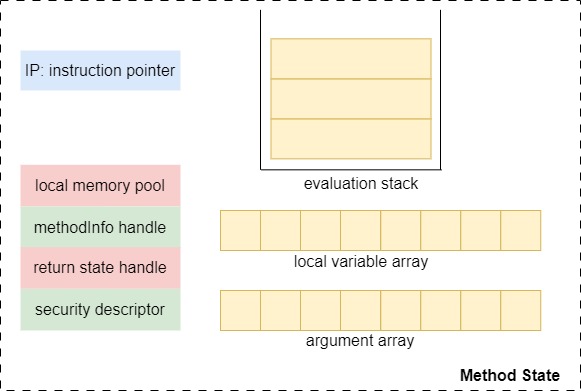 IP: instruction pointer
evaluation stack
local memory pool
methodInfo handle
return state handle
security descriptor
local variable array
argument array
Method State